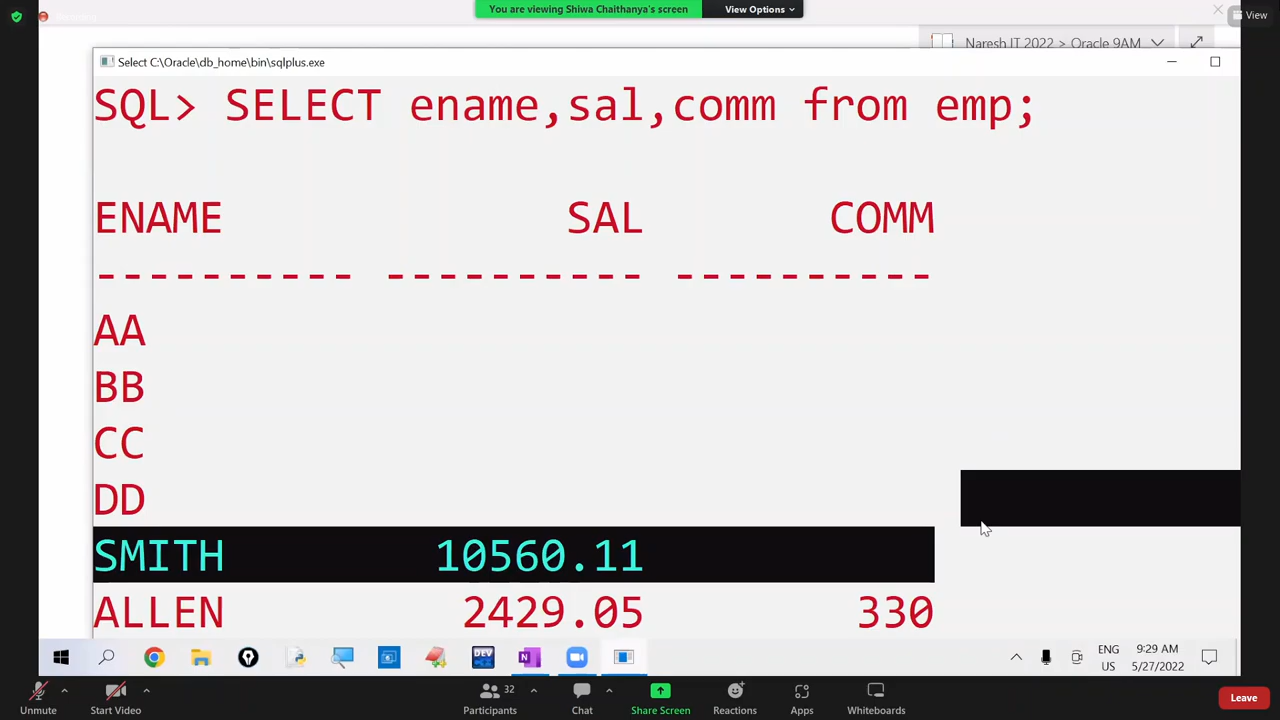 You are viewing Shiwa Chaithanya's screen
View Options
View
Naresh IT 2022 > Oracle 9AM
Select C:\Oracle\db_home\bin\sqlplus.exe
SQL> SELECT ename,sal,comm from emp;
ENAME SAL COMM
---------- ---------- ----------
AA
BB
CC
DD
SMITH 10560.11
ALLEN 2429.05 330
ENG 9:29 AM
US 5/27/2022
32
Unmute Start Video Participants Chat Share Screen Reactions Apps Whiteboards Leave